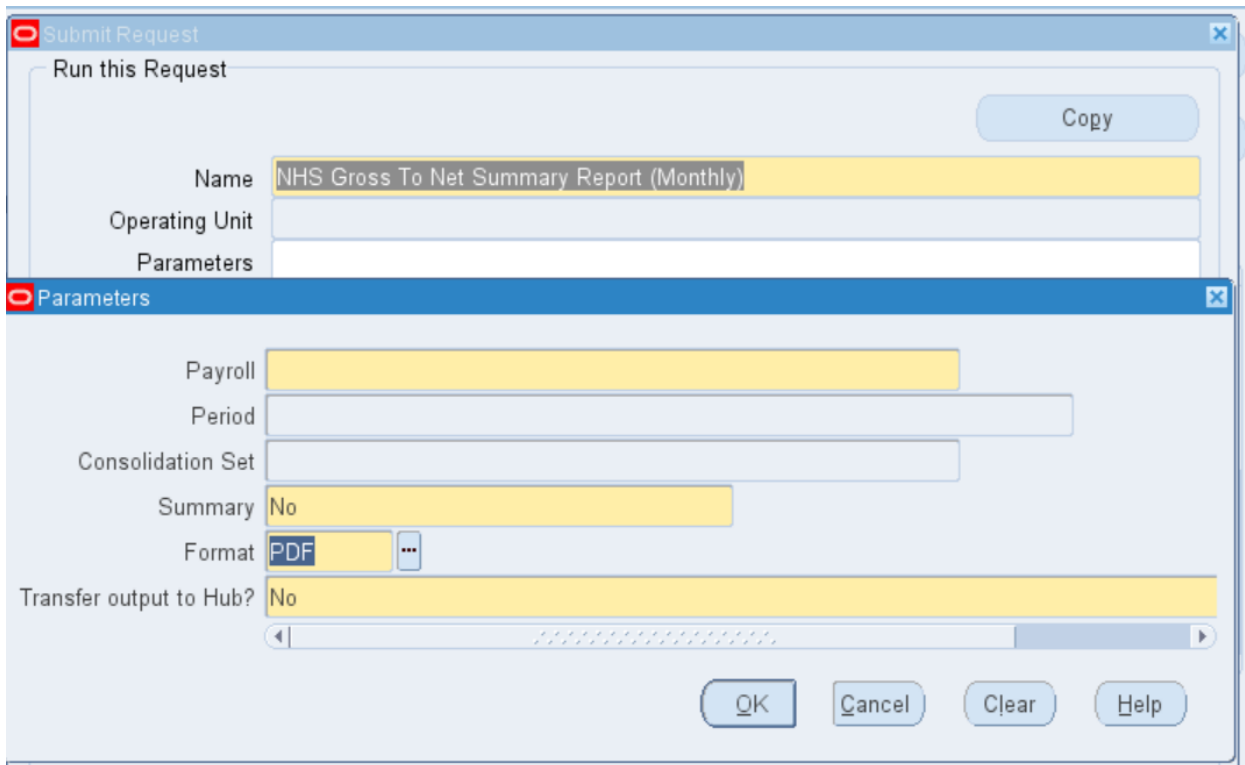 Submit Request
Run this Request
Copy
Name NHS Gross To Net Summary Report (Monthly)
Operating Unit
Parameters
Parameters
Payroll
Period
Consolidation Set
Summary No
Format PDF ...
Transfer output to Hub? No
OK Cancel Clear Help